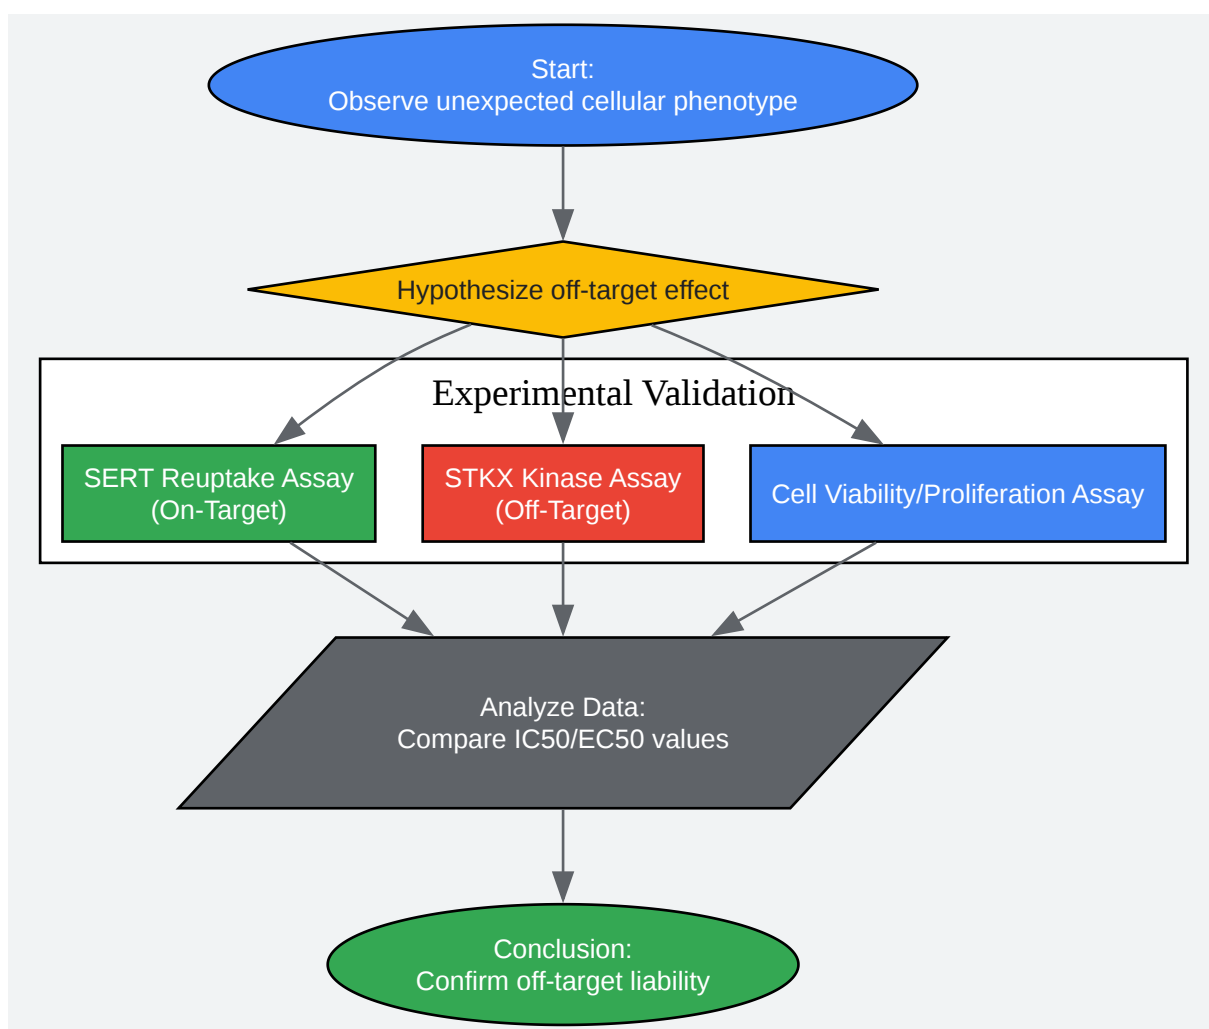 Start:
Observe unexpected cellular phenotype
Hypothesize off-target effect
Experimental Validation
SERT Reuptake Assay
(On-Target)
STKX Kinase Assay
(Off-Target)
Cell Viability/Proliferation Assay
Analyze Data:
Compare IC50/EC50 values
Conclusion:
Confirm off-target liability